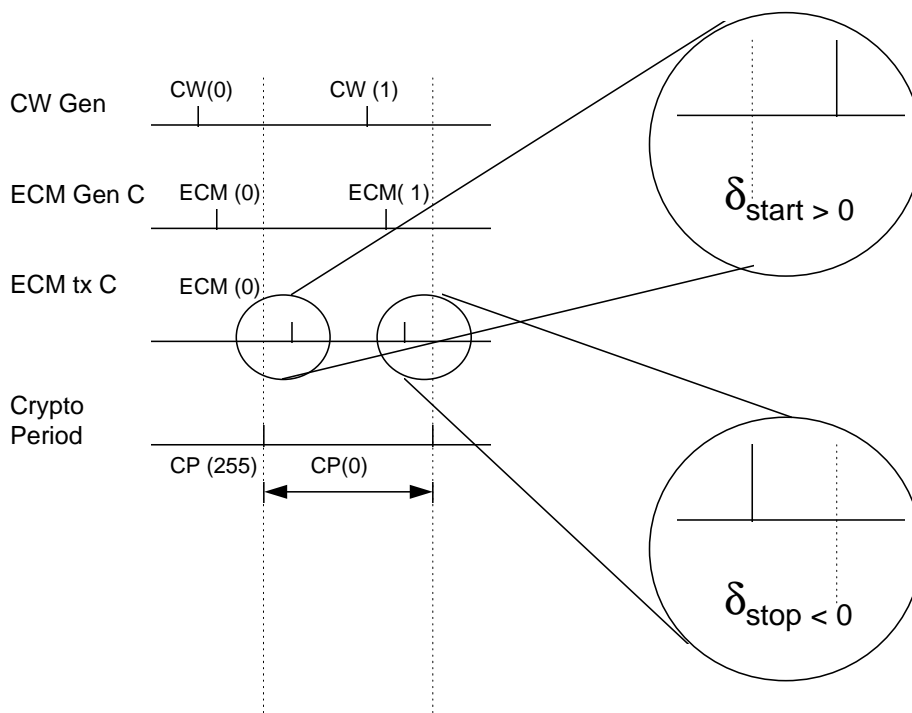 CW Gen
CW(0)
CW (1)
ECM Gen C
ECM (0)
ECM( 1)
δstart > 0
ECM tx C
ECM (0)
Crypto
Period
CP (255)
CP(0)
δstop < 0